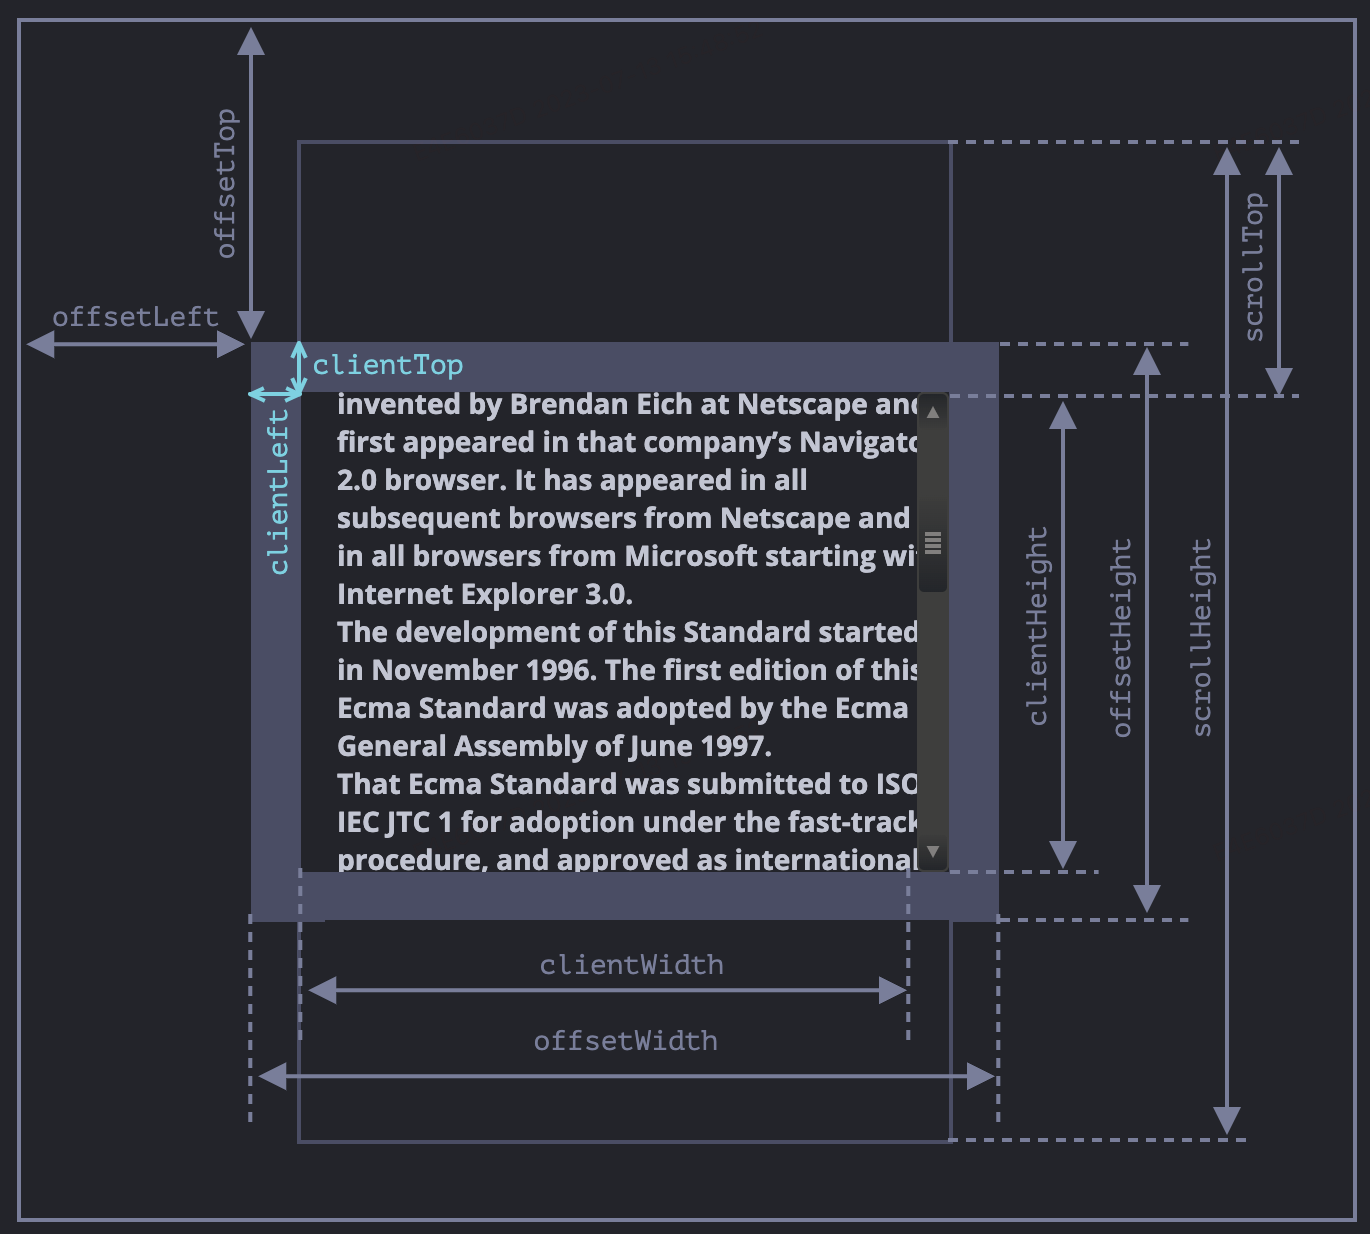 offsetTop
offsetLeft
scrollTop
clientTop
clientLeft
invented by Brendan Eich at Netscape and
first appeared in that company’s Navigato
2.0 browser. It has appeared in all
subsequent browsers from Netscape and
in all browsers from Microsoft starting wi
Internet Explorer 3.0.
The development of this Standard started
in November 1996. The first edition of this
Ecma Standard was adopted by the Ecma
General Assembly of June 1997.
That Ecma Standard was submitted to ISO
IEC JTC 1 for adoption under the fast-track
procedure, and approved as international
clientHeight
offsetHeight
scrollHeight
clientWidth
offsetWidth